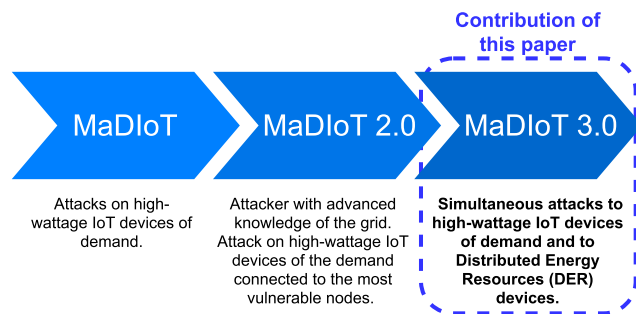 Contribution of
this paper
MaDIoT
MaDIoT 2.0
MaDIoT 3.0
Attacks on high-
wattage IoT devices of
demand.
Attacker with advanced
knowledge of the grid.
Attack on high-wattage IoT
devices of the demand
connected to the most
vulnerable nodes.
Simultaneous attacks to
high-wattage IoT devices
of demand and to
Distributed Energy
Resources (DER)
devices.